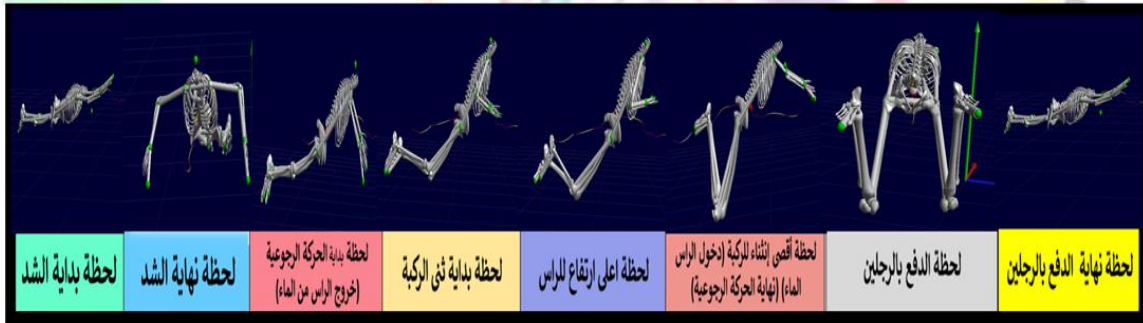 لحظة بداية الشد
لحظة نهاية الشد
لحظة بداية الحركة الرجوعية
(خروج الراس من الماء)
لحظة بداية ثنى الركبة
لحظة اعلى ارتفاع للراس
لحظة أقصى إنثناء للركبة (دخول الراس
الماء) (نهاية الحركة الرجوعية)
لحظة الدفع بالرجلين
لحظة نهاية الدفع بالرجلين